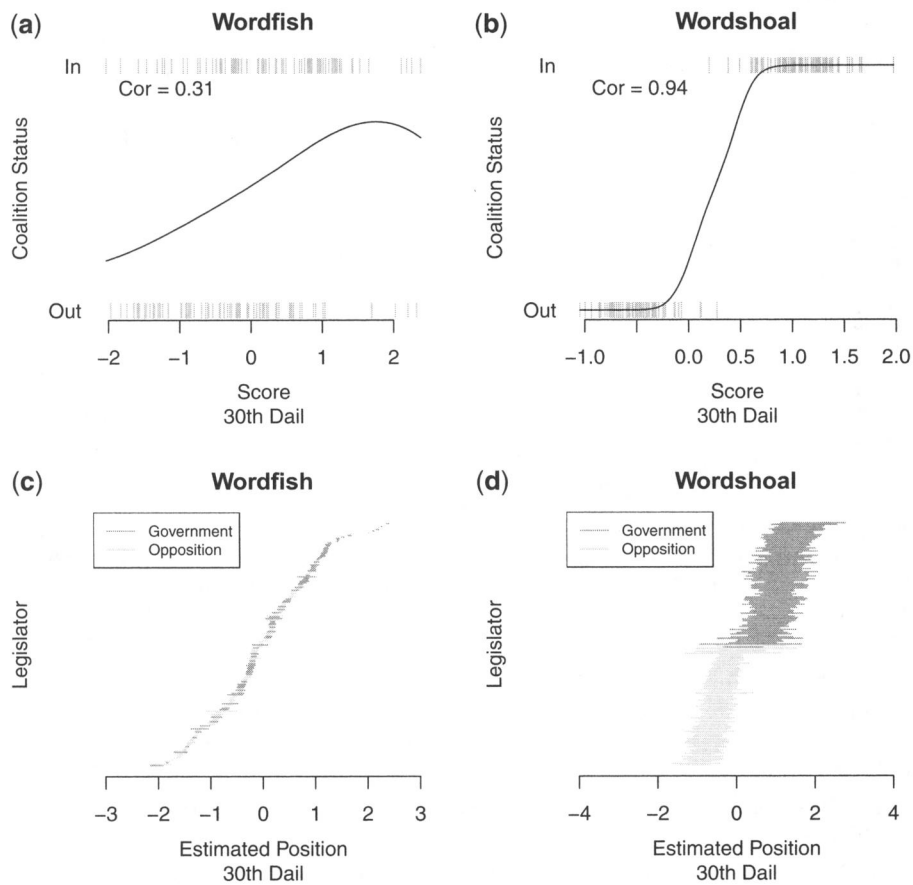 (a) Wordfish
In
Cor = 0.31
Coalition Status
Out
−2 −1 0 1 2
Score
30th Dail
(b) Wordshoal
In
Cor = 0.94
Coalition Status
Out
−1.0 0.0 0.5 1.0 1.5 2.0
Score
30th Dail
(c) Wordfish
Government
Opposition
Legislator
−3 −2 −1 0 1 2 3
Estimated Position
30th Dail
(d) Wordshoal
Government
Opposition
Legislator
−4 −2 0 2 4
Estimated Position
30th Dail